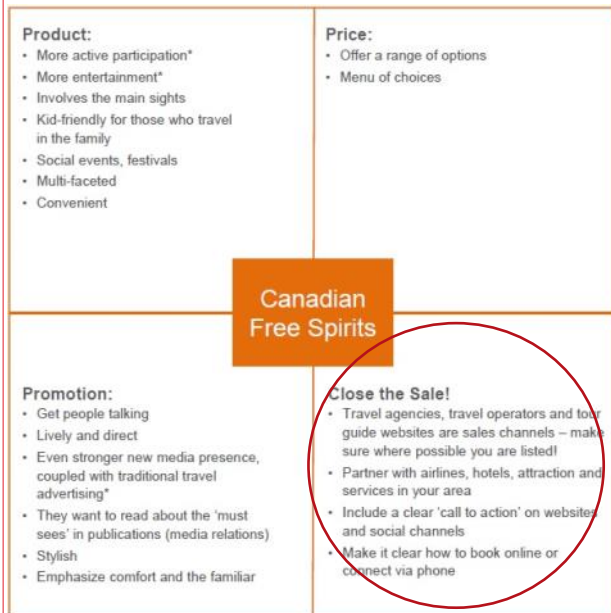 Product:
• More active participation*
• More entertainment*
• Involves the main sights
• Kid-friendly for those who travel
in the family
• Social events, festivals
• Multi-faceted
• Convenient
Price:
• Offer a range of options
• Menu of choices
Canadian
Free Spirits
Promotion:
• Get people talking
• Lively and direct
• Even stronger new media presence,
coupled with traditional travel
advertising*
• They want to read about the ‘must
sees’ in publications (media relations)
• Stylish
• Emphasize comfort and the familiar
Close the Sale!
• Travel agencies, travel operators and tour
guide websites are sales channels – make
sure where possible you are listed!
• Partner with airlines, hotels, attraction and
services in your area
• Include a clear ‘call to action’ on websites
and social channels
• Make it clear how to book online or
connect via phone